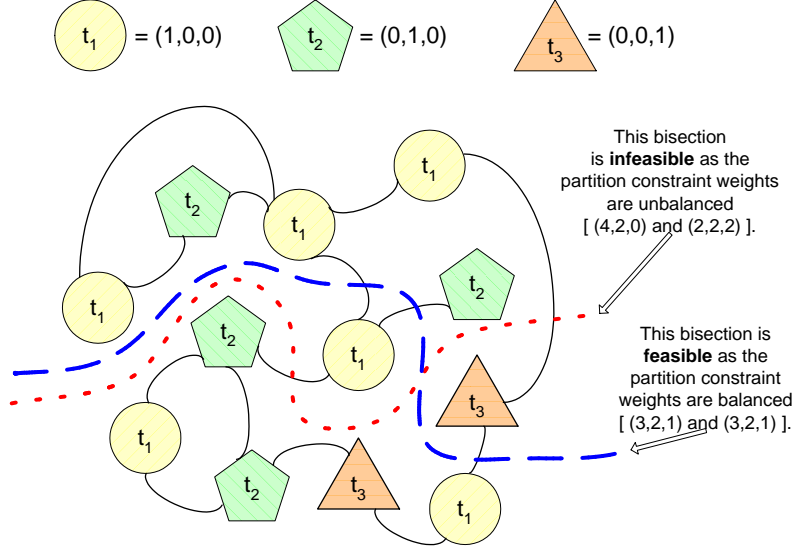 t1 = (1,0,0)
t2 = (0,1,0)
t3 = (0,0,1)
This bisection
is infeasible as the
partition constraint weights
are unbalanced
[ (4,2,0) and (2,2,2) ].
t1
t2
t1
t1
t2
t2
t1
This bisection is
feasible as the
partition constraint
weights are balanced
[ (3,2,1) and (3,2,1) ].
t3
t1
t2
t3
t1